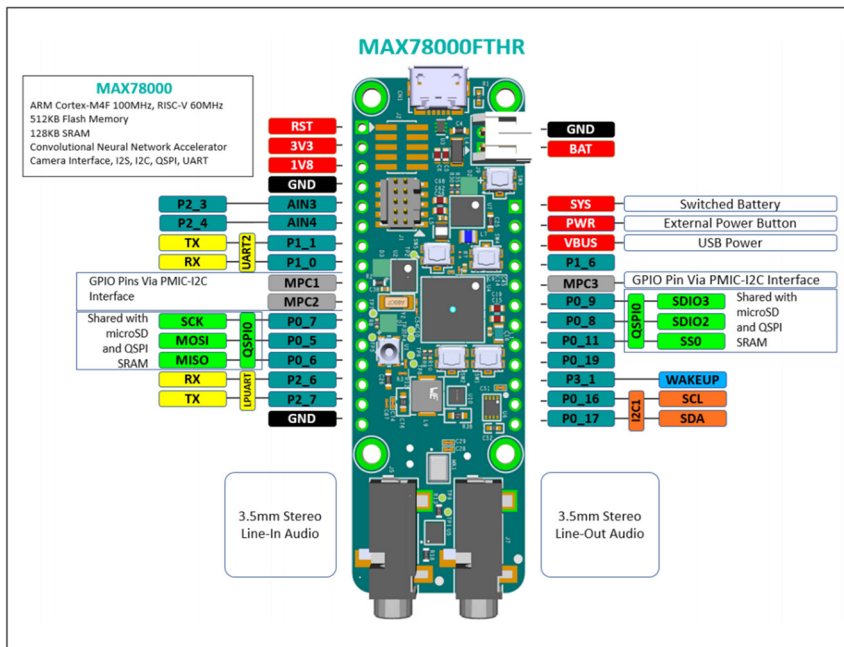 MAX78000FTHR
MAX78000
ARM Cortex-M4F 100MHz, RISC-V 60MHz
512KB Flash Memory
128KB SRAM
Convolutional Neural Network Accelerator
Camera Interface, I2S, I2C, QSPI, UART
RST
3V3
1V8
GND
P2_3 AIN3
P2_4 AIN4
TX P1_1
RX P1_0
UART2
GPIO Pins Via PMIC-I2C
Interface
MPC1
MPC2
Shared with
microSD
and QSPI
SRAM
SCK P0_7
MOSI P0_5
MISO P0_6
QSPI0
RX P2_6
TX P2_7
LPUART
GND
GND
BAT
SYS Switched Battery
PWR External Power Button
VBUS USB Power
P1_6
MPC3 GPIO Pin Via PMIC-I2C Interface
P0_9 SDIO3
P0_8 SDIO2
P0_11 SS0
QSPI0
Shared with
microSD
and QSPI
SRAM
P0_19
P3_1 WAKEUP
P0_16 SCL
P0_17 SDA
I2C1
3.5mm Stereo
Line-In Audio
3.5mm Stereo
Line-Out Audio